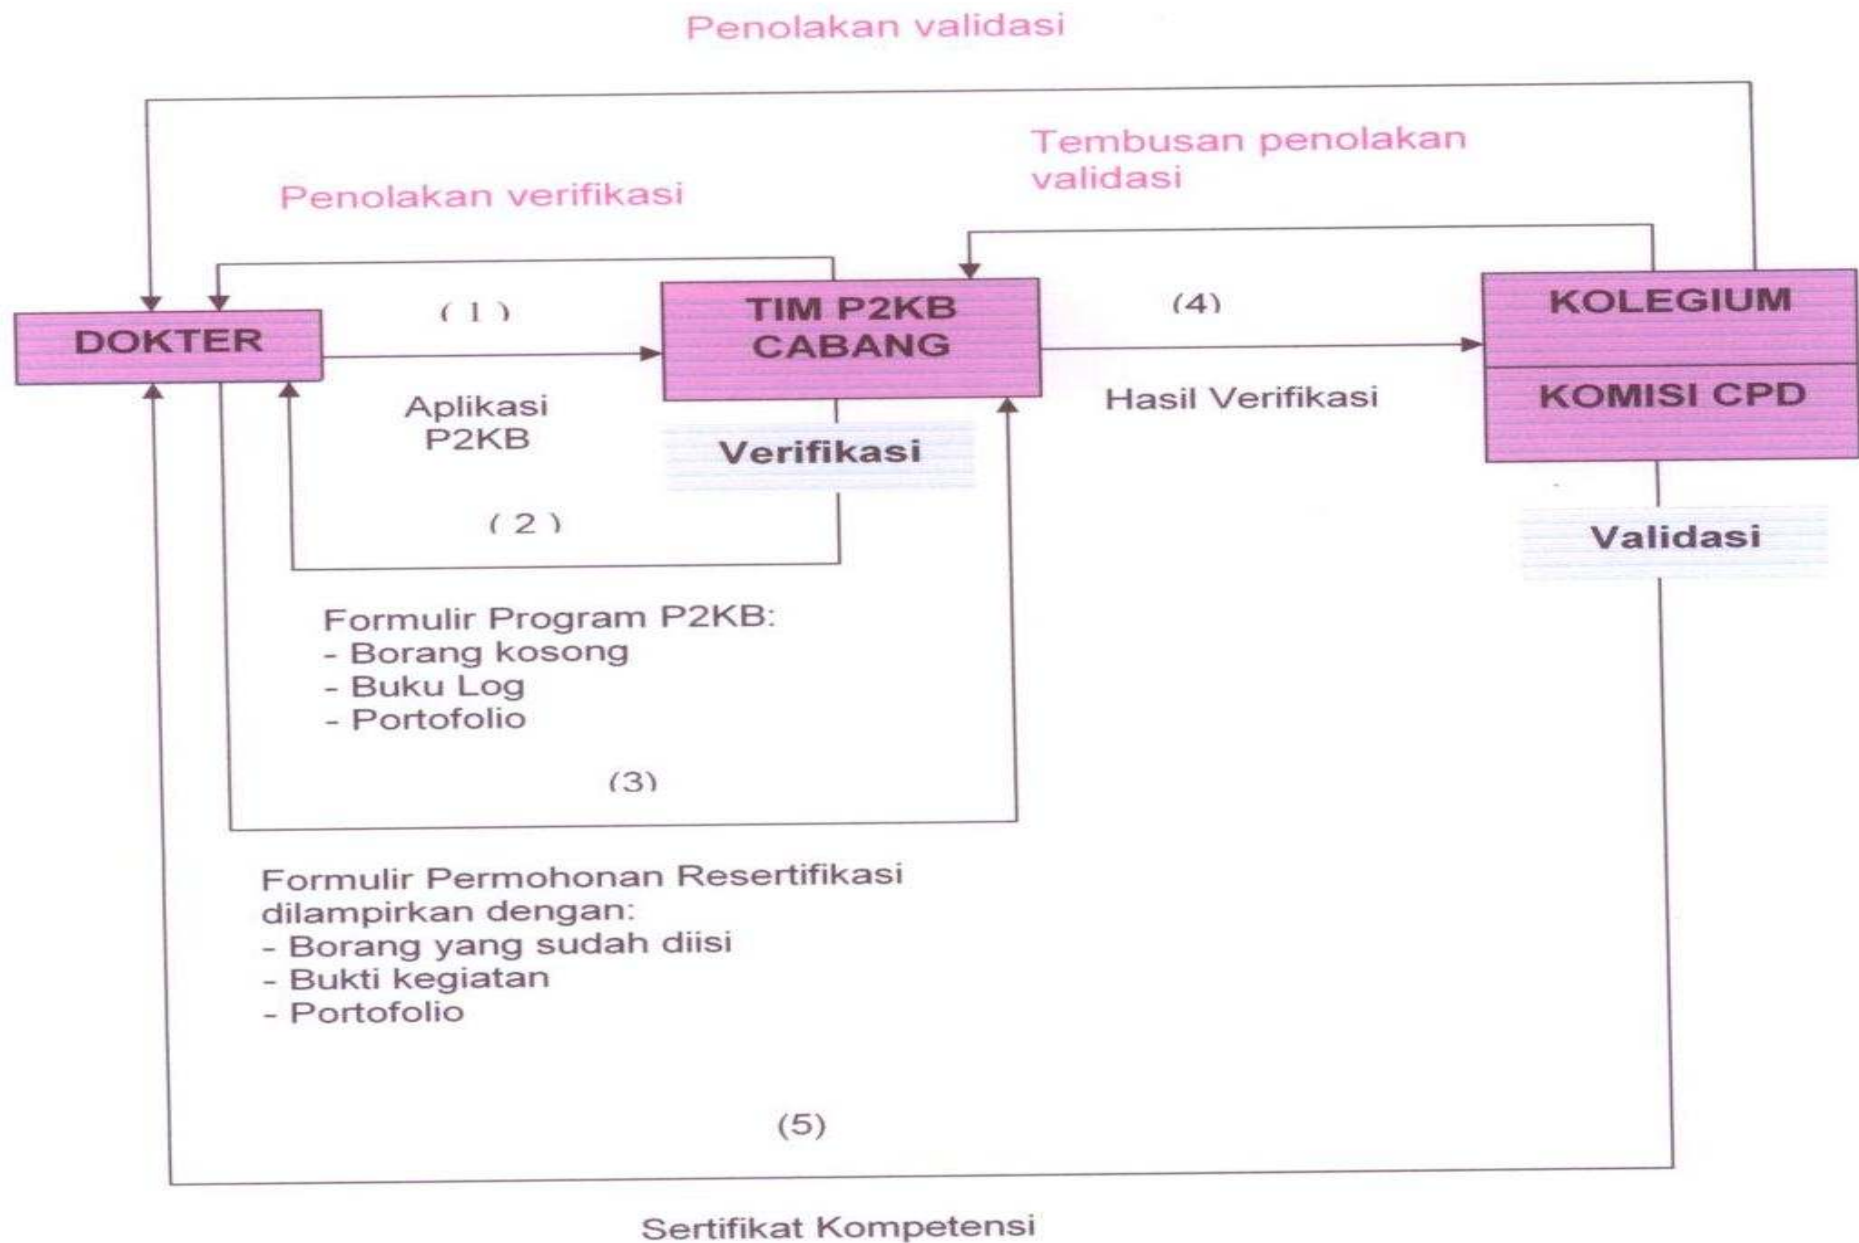 Penolakan validasi
Tembusan penolakan
validasi
Penolakan verifikasi
DOKTER
( 1 )
Aplikasi
P2KB
TIM P2KB
CABANG
(4)
Hasil Verifikasi
KOLEGIUM
KOMISI CPD
Verifikasi
( 2 )
Validasi
Formulir Program P2KB:
- Borang kosong
- Buku Log
- Portofolio
(3)
Formulir Permohonan Resertifikasi
dilampirkan dengan:
- Borang yang sudah diisi
- Bukti kegiatan
- Portofolio
(5)
Sertifikat Kompetensi